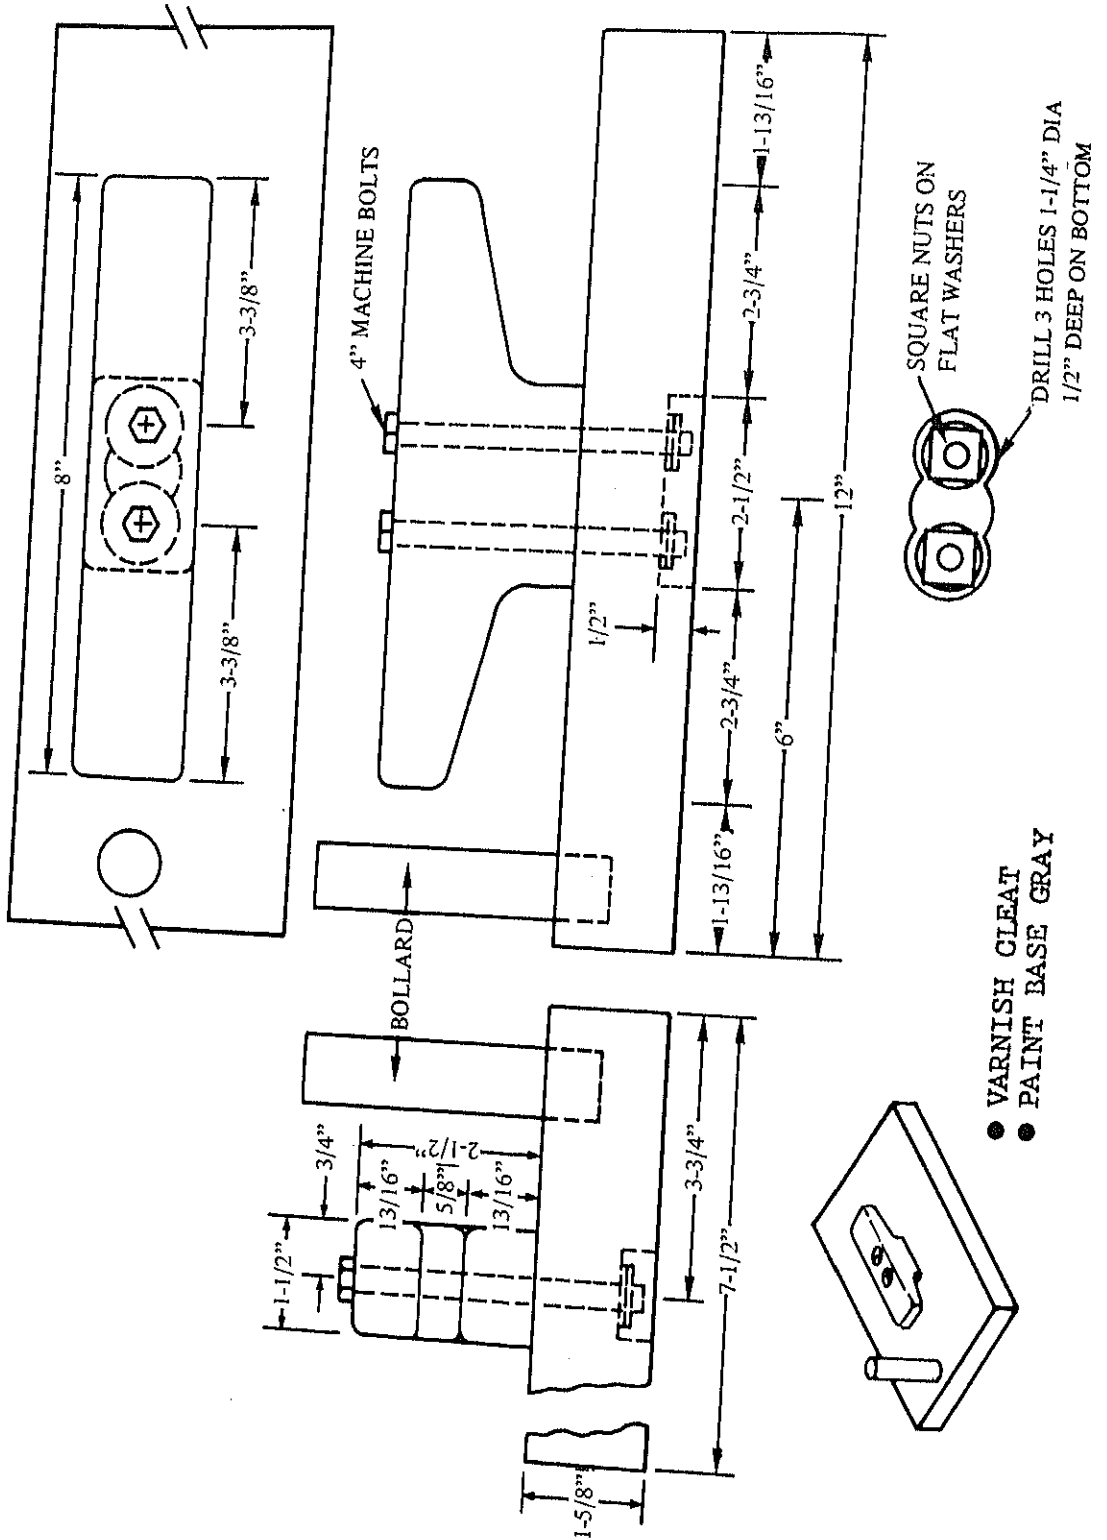 8”
3-3/8”
3-3/8”
4” MACHINE BOLTS
BOLLARD
1/2”
1-13/16”
2-3/4”
2-1/2”
2-3/4”
1-13/16”
6”
12”
1-1/2”
3/4”
13/16”
5/8”
13/16”
2-1/2”
3-3/4”
7-1/2”
1-5/8”
SQUARE NUTS ON
FLAT WASHERS
DRILL 3 HOLES 1-1/4” DIA
1/2” DEEP ON BOTTOM
● VARNISH CLEAT
● PAINT BASE GRAY